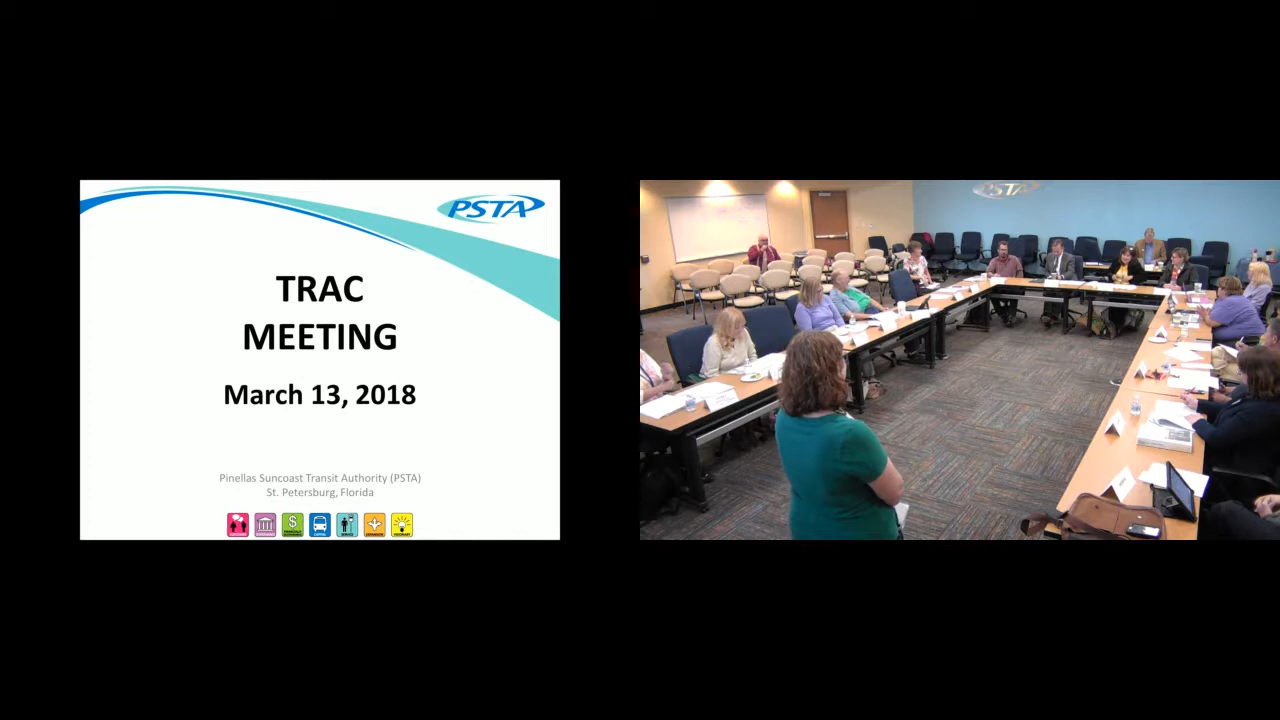 PSTA
TRAC
MEETING
March 13, 2018
Pinellas Suncoast Transit Authority (PSTA)
St. Petersburg, Florida
PSTA